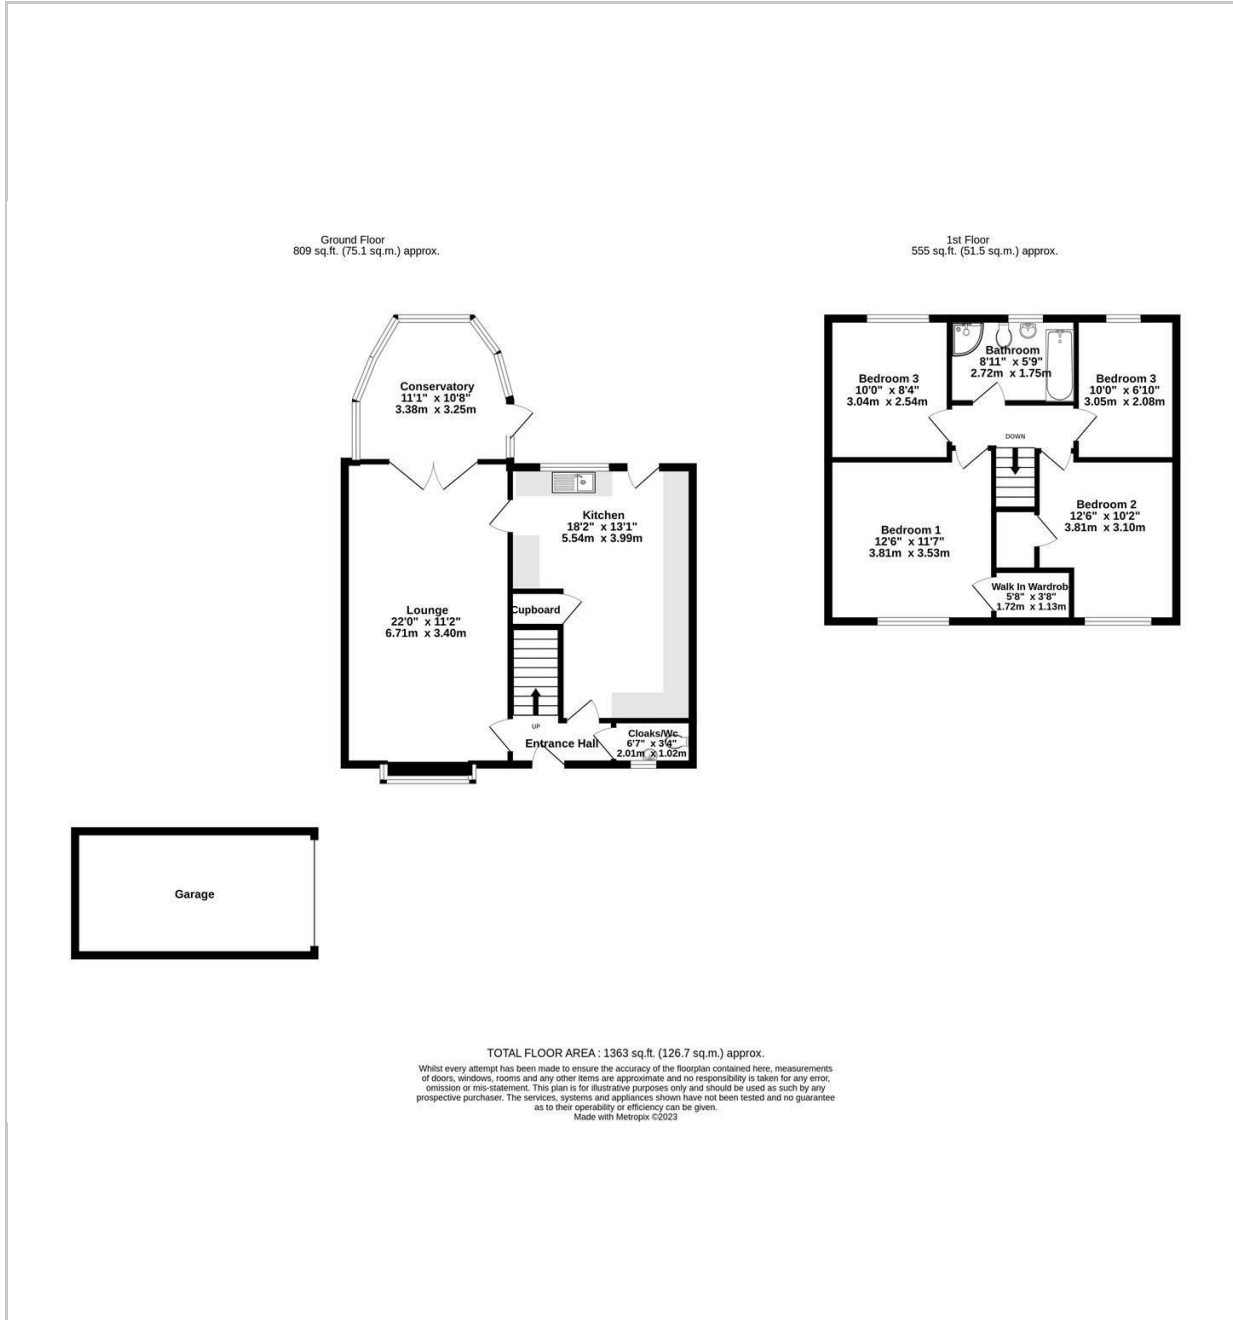 Ground Floor
809 sq.ft. (75.1 sq.m.) approx.
1st Floor
555 sq.ft. (51.5 sq.m.) approx.
Conservatory
11'1" x 10'8"
3.38m x 3.25m
Kitchen
18'2" x 13'1"
5.54m x 3.99m
Lounge
22'0" x 11'2"
6.71m x 3.40m
Cupboard
UP
Entrance Hall
Cloaks/Wc
6'7" x 3'4"
2.01m x 1.02m
Garage
Bedroom 3
10'0" x 8'4"
3.04m x 2.54m
Bathroom
8'11" x 5'9"
2.72m x 1.75m
Bedroom 3
10'0" x 6'10"
3.05m x 2.08m
DOWN
Bedroom 1
12'6" x 11'7"
3.81m x 3.53m
Bedroom 2
12'6" x 10'2"
3.81m x 3.10m
Walk In Wardrob
5'8" x 3'8"
1.72m x 1.13m
TOTAL FLOOR AREA : 1363 sq.ft. (126.7 sq.m.) approx.
Whilst every attempt has been made to ensure the accuracy of the floorplan contained here, measurements
of doors, windows, rooms and any other items are approximate and no responsibility is taken for any error,
omission or mis-statement. This plan is for illustrative purposes only and should be used as such by any
prospective purchaser. The services, systems and appliances shown have not been tested and no guarantee
as to their operability or efficiency can be given.
Made with Metropix ©2023